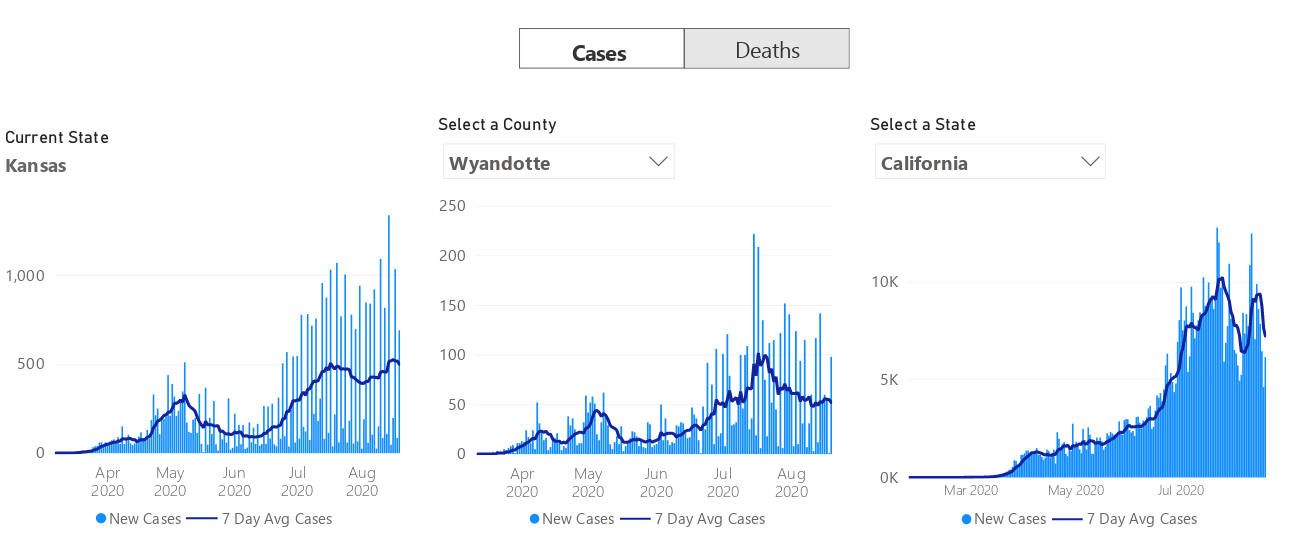 Cases
Deaths
Current State
Kansas
Select a County
Wyandotte
Select a State
California
1,000
500
0
Apr 2020
May 2020
Jun 2020
Jul 2020
Aug 2020
New Cases
7 Day Avg Cases
250
200
150
100
50
0
Apr 2020
May 2020
Jun 2020
Jul 2020
Aug 2020
New Cases
7 Day Avg Cases
10K
5K
0K
Mar 2020
May 2020
Jul 2020
New Cases
7 Day Avg Cases